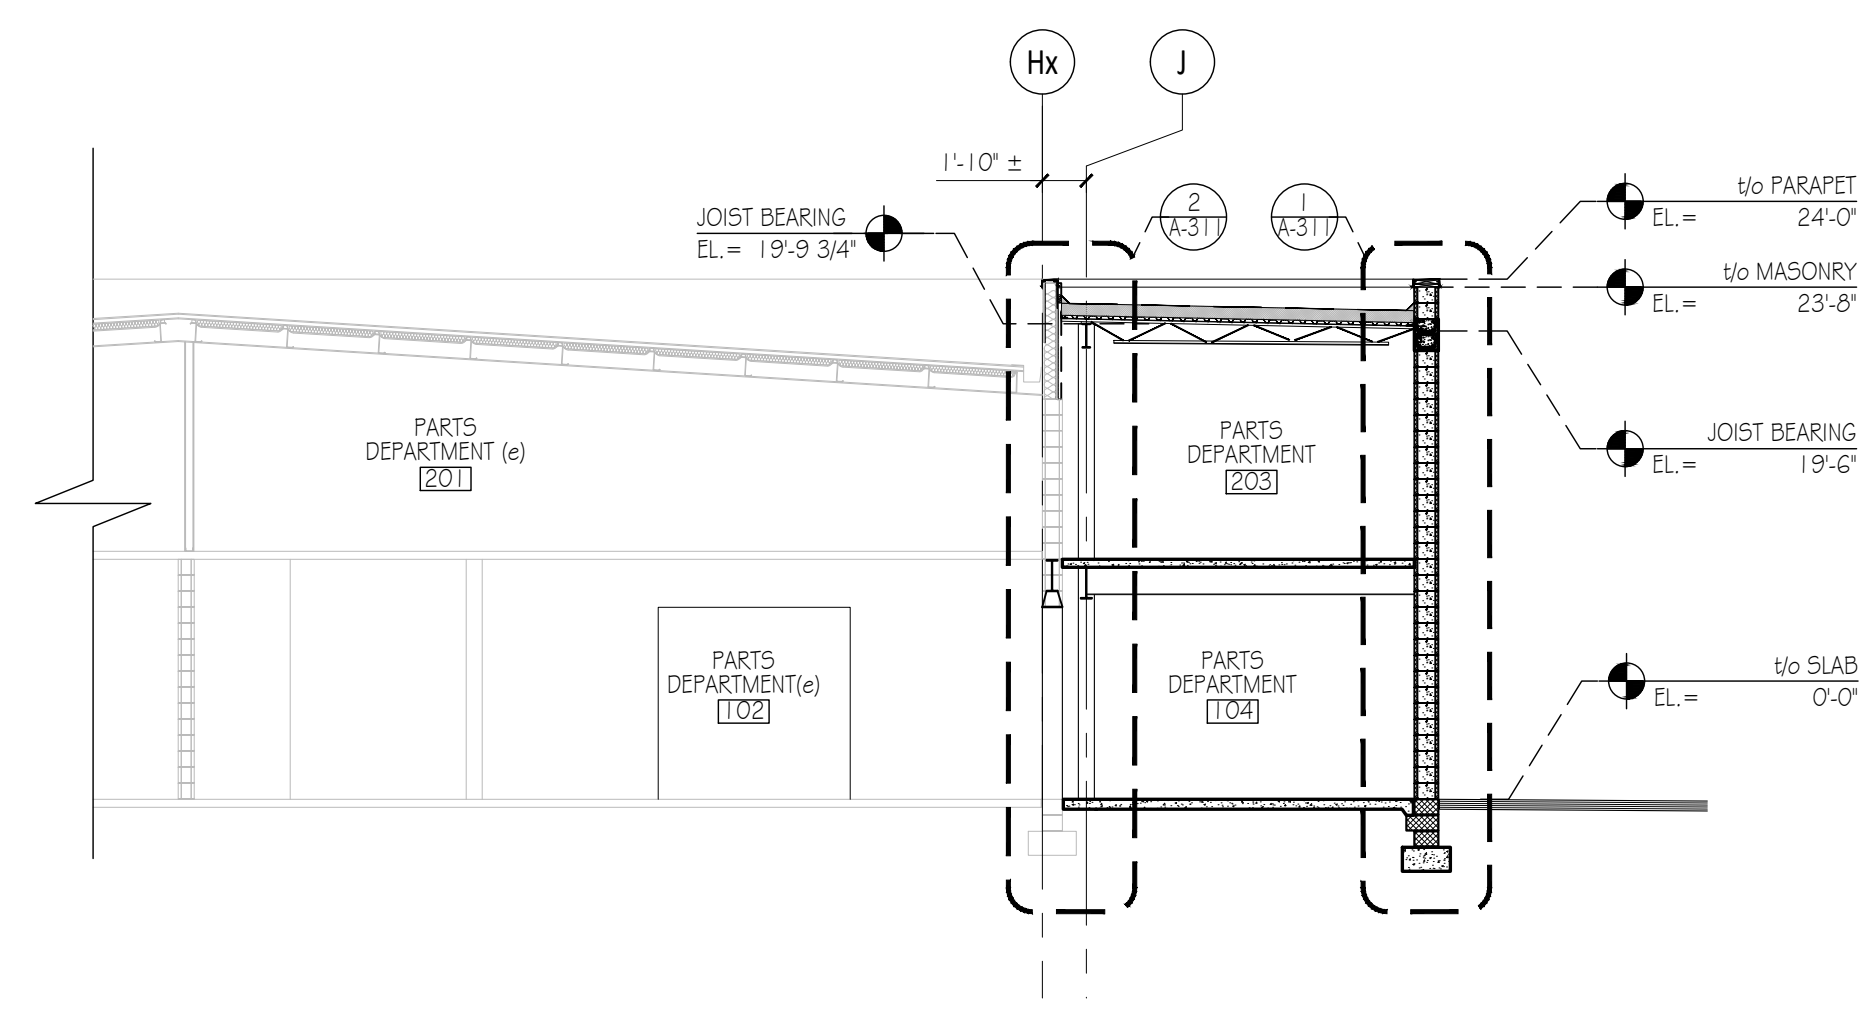 Hx
J
1'-10" ±
2
A-311
1
A-311
JOIST BEARING
EL.= 19'-9 3/4"
t/o PARAPET
EL.= 24'-0"
t/o MASONRY
EL.= 23'-8"
JOIST BEARING
EL.= 19'-6"
PARTS
DEPARTMENT (e)
201
PARTS
DEPARTMENT
203
PARTS
DEPARTMENT(e)
102
PARTS
DEPARTMENT
104
t/o SLAB
EL.= 0'-0"